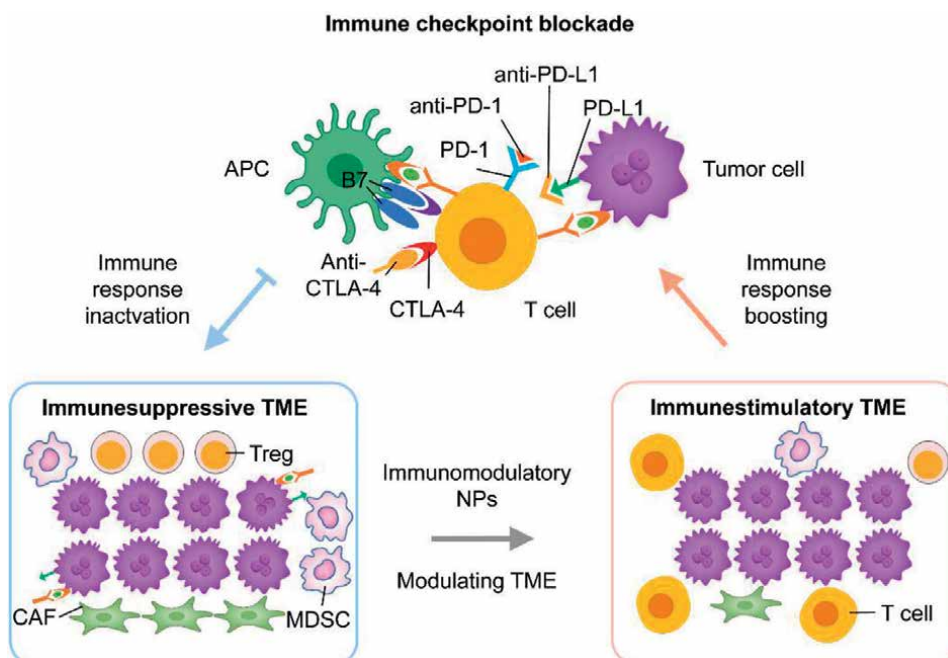 Immune checkpoint blockade
anti-PD-L1
anti-PD-1
PD-L1
PD-1
APC
B7
Tumor cell
Anti-
CTLA-4
CTLA-4
T cell
Immune
response
inactvation
Immune
response
boosting
Immunesuppressive TME
Treg
CAF
MDSC
Immunomodulatory
NPs
Modulating TME
Immunestimulatory TME
T cell